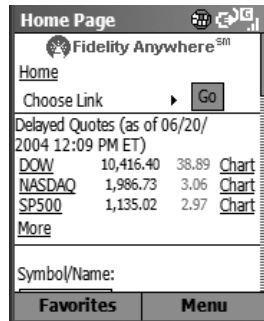 Home Page
Fidelity Anywhere SM
Home
Choose Link Go
Delayed Quotes (as of 06/20/
2004 12:09 PM ET)
DOW 10,416.40 38.89 Chart
NASDAQ 1,986.73 3.06 Chart
SP500 1,135.02 2.97 Chart
More
Symbol/Name:
Favorites Menu